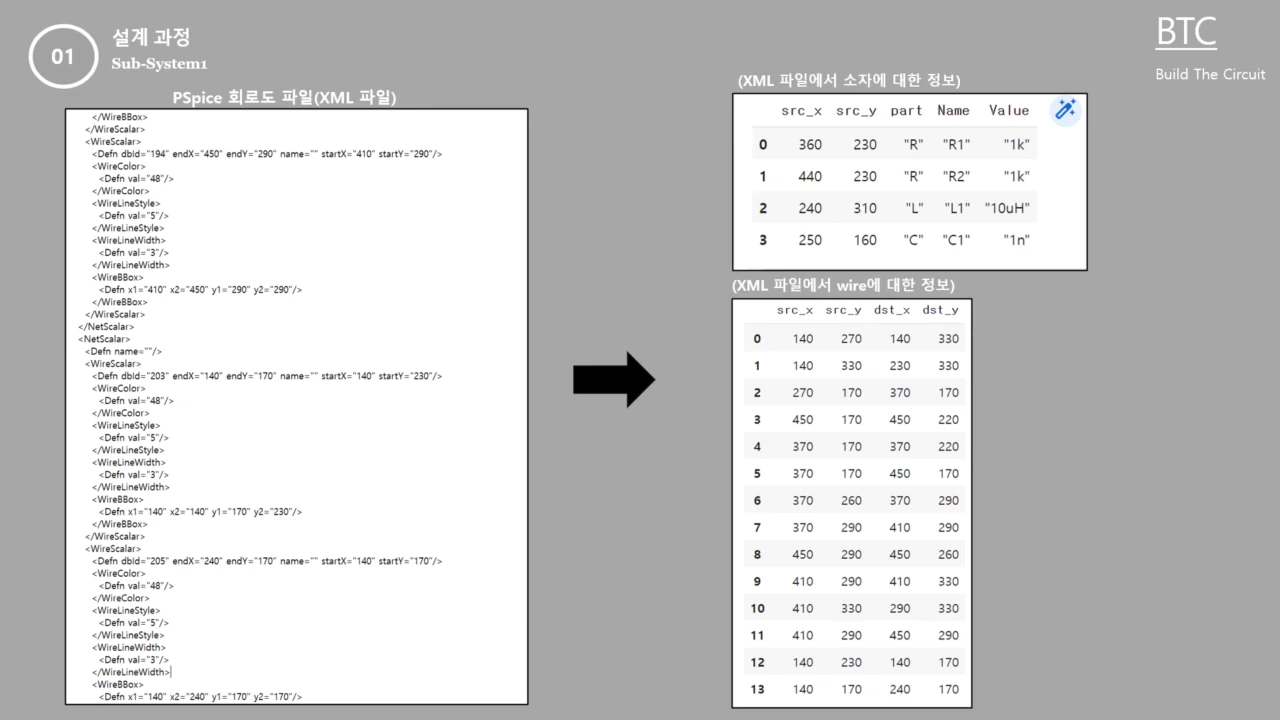 01
설계 과정
Sub-System1
BTC
Build The Circuit
PSpice 회로도 파일(XML 파일)
</WireBBox>
</WireScalar>
<WireScalar>
<Defn dbId="194" endX="450" endY="290" name="" startX="410" startY="290"/>
<WireColor>
<Defn val="48"/>
</WireColor>
<WireLineStyle>
<Defn val="5"/>
</WireLineStyle>
<WireLineWidth>
<Defn val="3"/>
</WireLineWidth>
<WireBBox>
<Defn x1="410" x2="450" y1="290" y2="290"/>
</WireBBox>
</WireScalar>
</NetScalar>
<NetScalar>
<Defn name=""/>
<WireScalar>
<Defn dbId="203" endX="140" endY="170" name="" startX="140" startY="230"/>
<WireColor>
<Defn val="48"/>
</WireColor>
<WireLineStyle>
<Defn val="5"/>
</WireLineStyle>
<WireLineWidth>
<Defn val="3"/>
</WireLineWidth>
<WireBBox>
<Defn x1="140" x2="140" y1="170" y2="230"/>
</WireBBox>
</WireScalar>
<WireScalar>
<Defn dbId="205" endX="240" endY="170" name="" startX="140" startY="170"/>
<WireColor>
<Defn val="48"/>
</WireColor>
<WireLineStyle>
<Defn val="5"/>
</WireLineStyle>
<WireLineWidth>
<Defn val="3"/>
</WireLineWidth>
<WireBBox>
<Defn x1="140" x2="240" y1="170" y2="170"/>
(XML 파일에서 소자에 대한 정보)
src_x src_y part Name Value
0 360 230 "R" "R1" "1k"
1 440 230 "R" "R2" "1k"
2 240 310 "L" "L1" "10uH"
3 250 160 "C" "C1" "1n"
(XML 파일에서 wire에 대한 정보)
src_x src_y dst_x dst_y
0 140 270 140 330
1 140 330 230 330
2 270 170 370 170
3 450 170 450 220
4 370 170 370 220
5 370 170 450 170
6 370 260 370 290
7 370 290 410 290
8 450 290 450 260
9 410 290 410 330
10 410 330 290 330
11 410 290 450 290
12 140 230 140 170
13 140 170 240 170